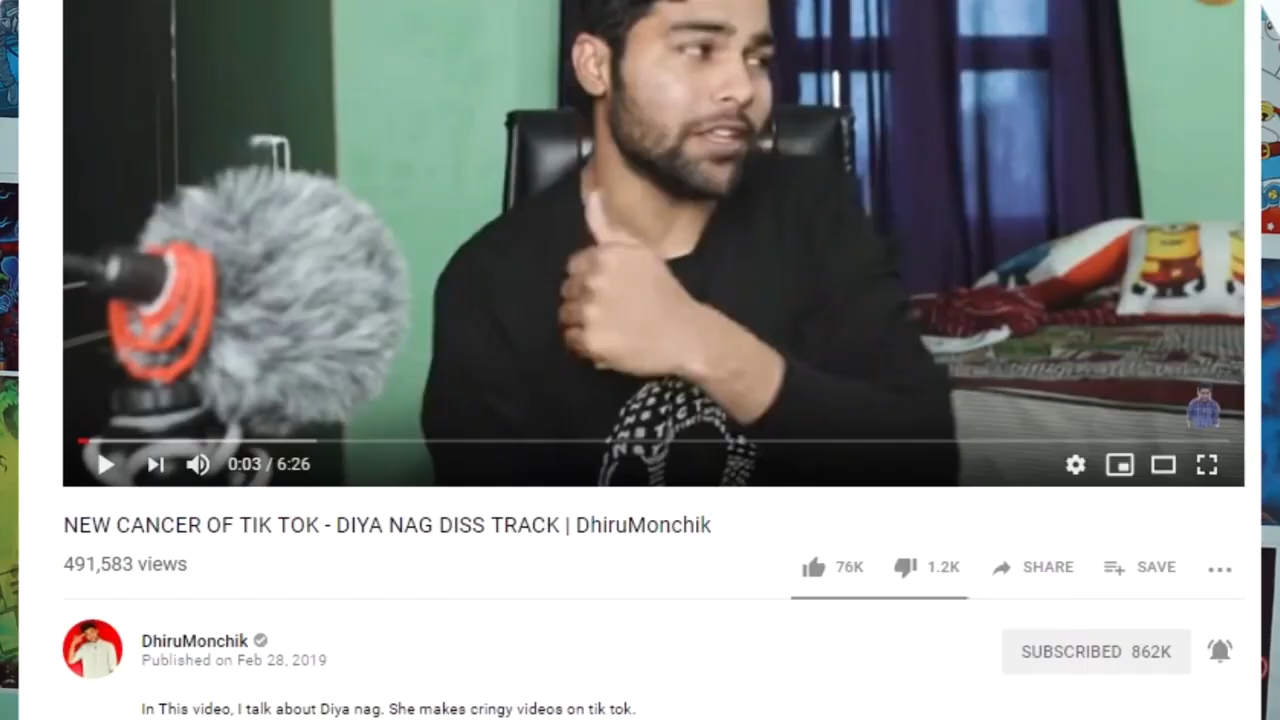 0:03 / 6:26
NEW CANCER OF TIK TOK - DIYA NAG DISS TRACK | DhiruMonchik
491,583 views
76K 1.2K SHARE SAVE
DhiruMonchik
Published on Feb 28, 2019
SUBSCRIBED 862K
In This video, I talk about Diya nag. She makes cringy videos on tik tok.